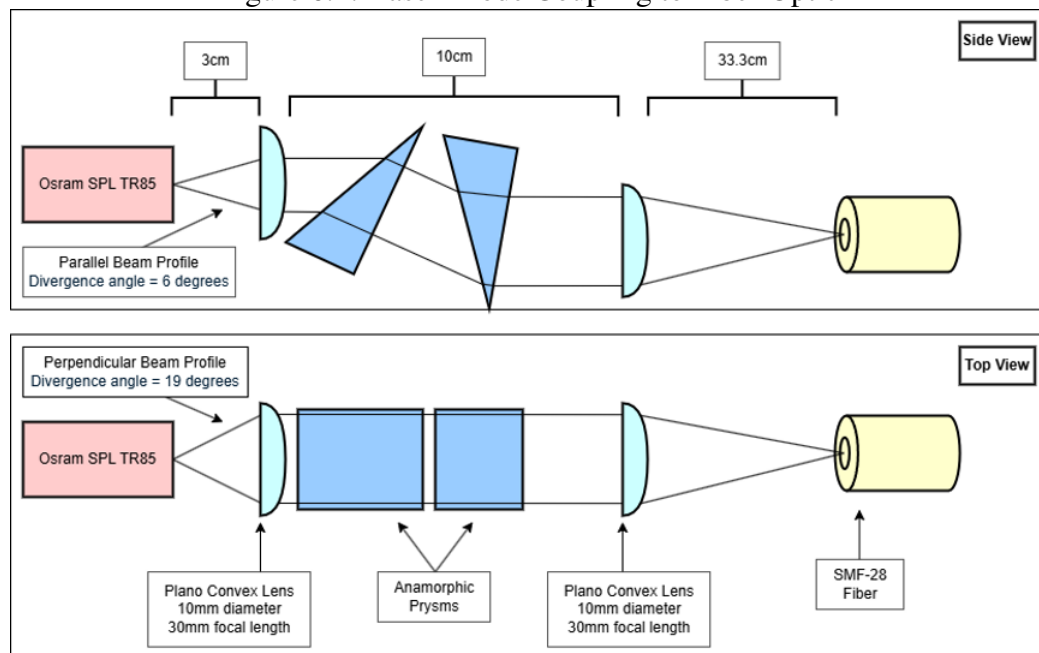 Side View
3cm
10cm
33.3cm
Osram SPL TR85
Parallel Beam Profile
Divergence angle = 6 degrees
Perpendicular Beam Profile
Divergence angle = 19 degrees
Top View
Osram SPL TR85
Plano Convex Lens
10mm diameter
30mm focal length
Anamorphic
Prysms
Plano Convex Lens
10mm diameter
30mm focal length
SMF-28
Fiber